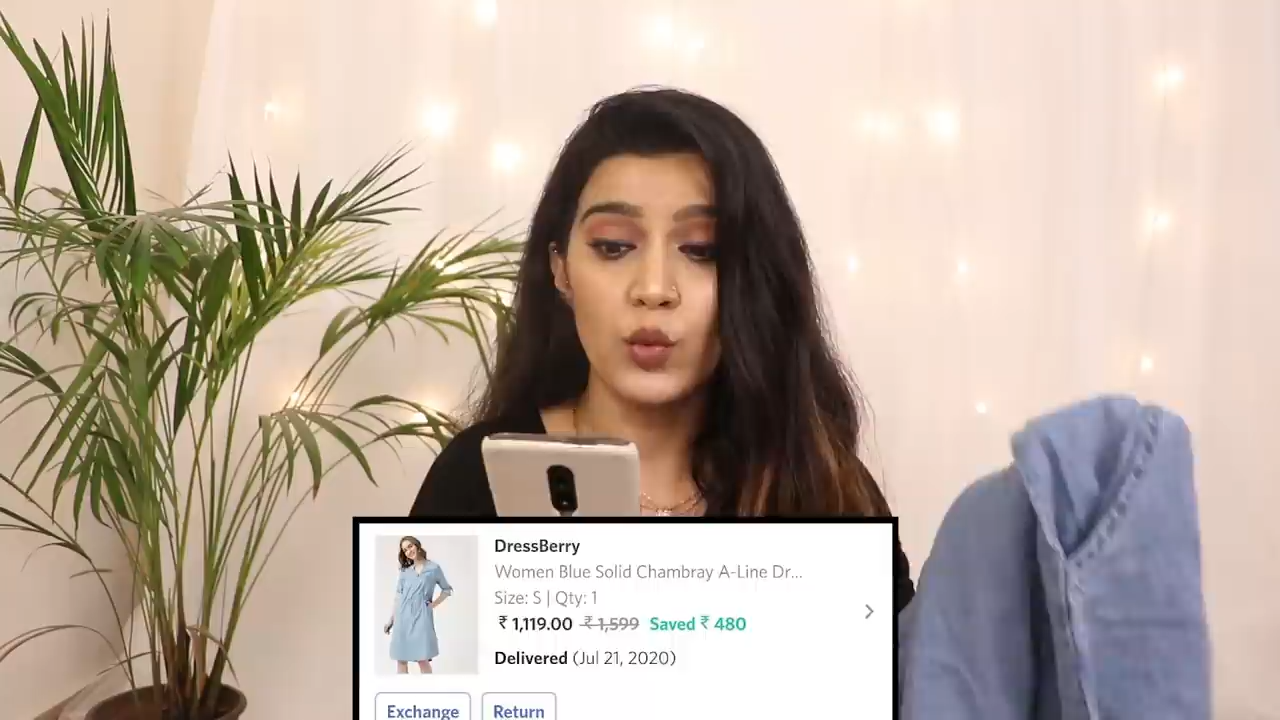 DressBerry
Women Blue Solid Chambray A-Line Dr...
Size: S | Qty: 1
₹ 1,119.00 ₹ 1,599 Saved ₹ 480
Delivered (Jul 21, 2020)
Exchange Return